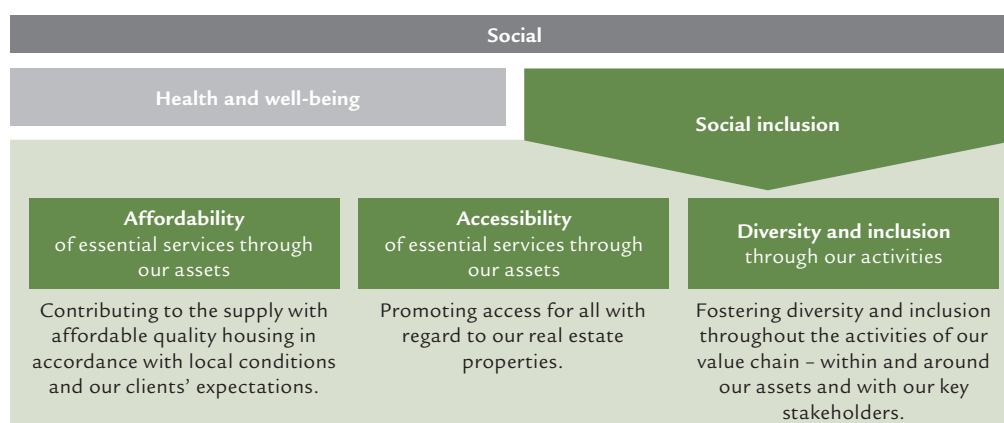 Social
Health and well-being
Social inclusion
Affordability
of essential services through
our assets
Contributing to the supply with
affordable quality housing in
accordance with local conditions
and our clients’ expectations.
Accessibility
of essential services through
our assets
Promoting access for all with
regard to our real estate
properties.
Diversity and inclusion
through our activities
Fostering diversity and inclusion
throughout the activities of our
value chain – within and around
our assets and with our key
stakeholders.